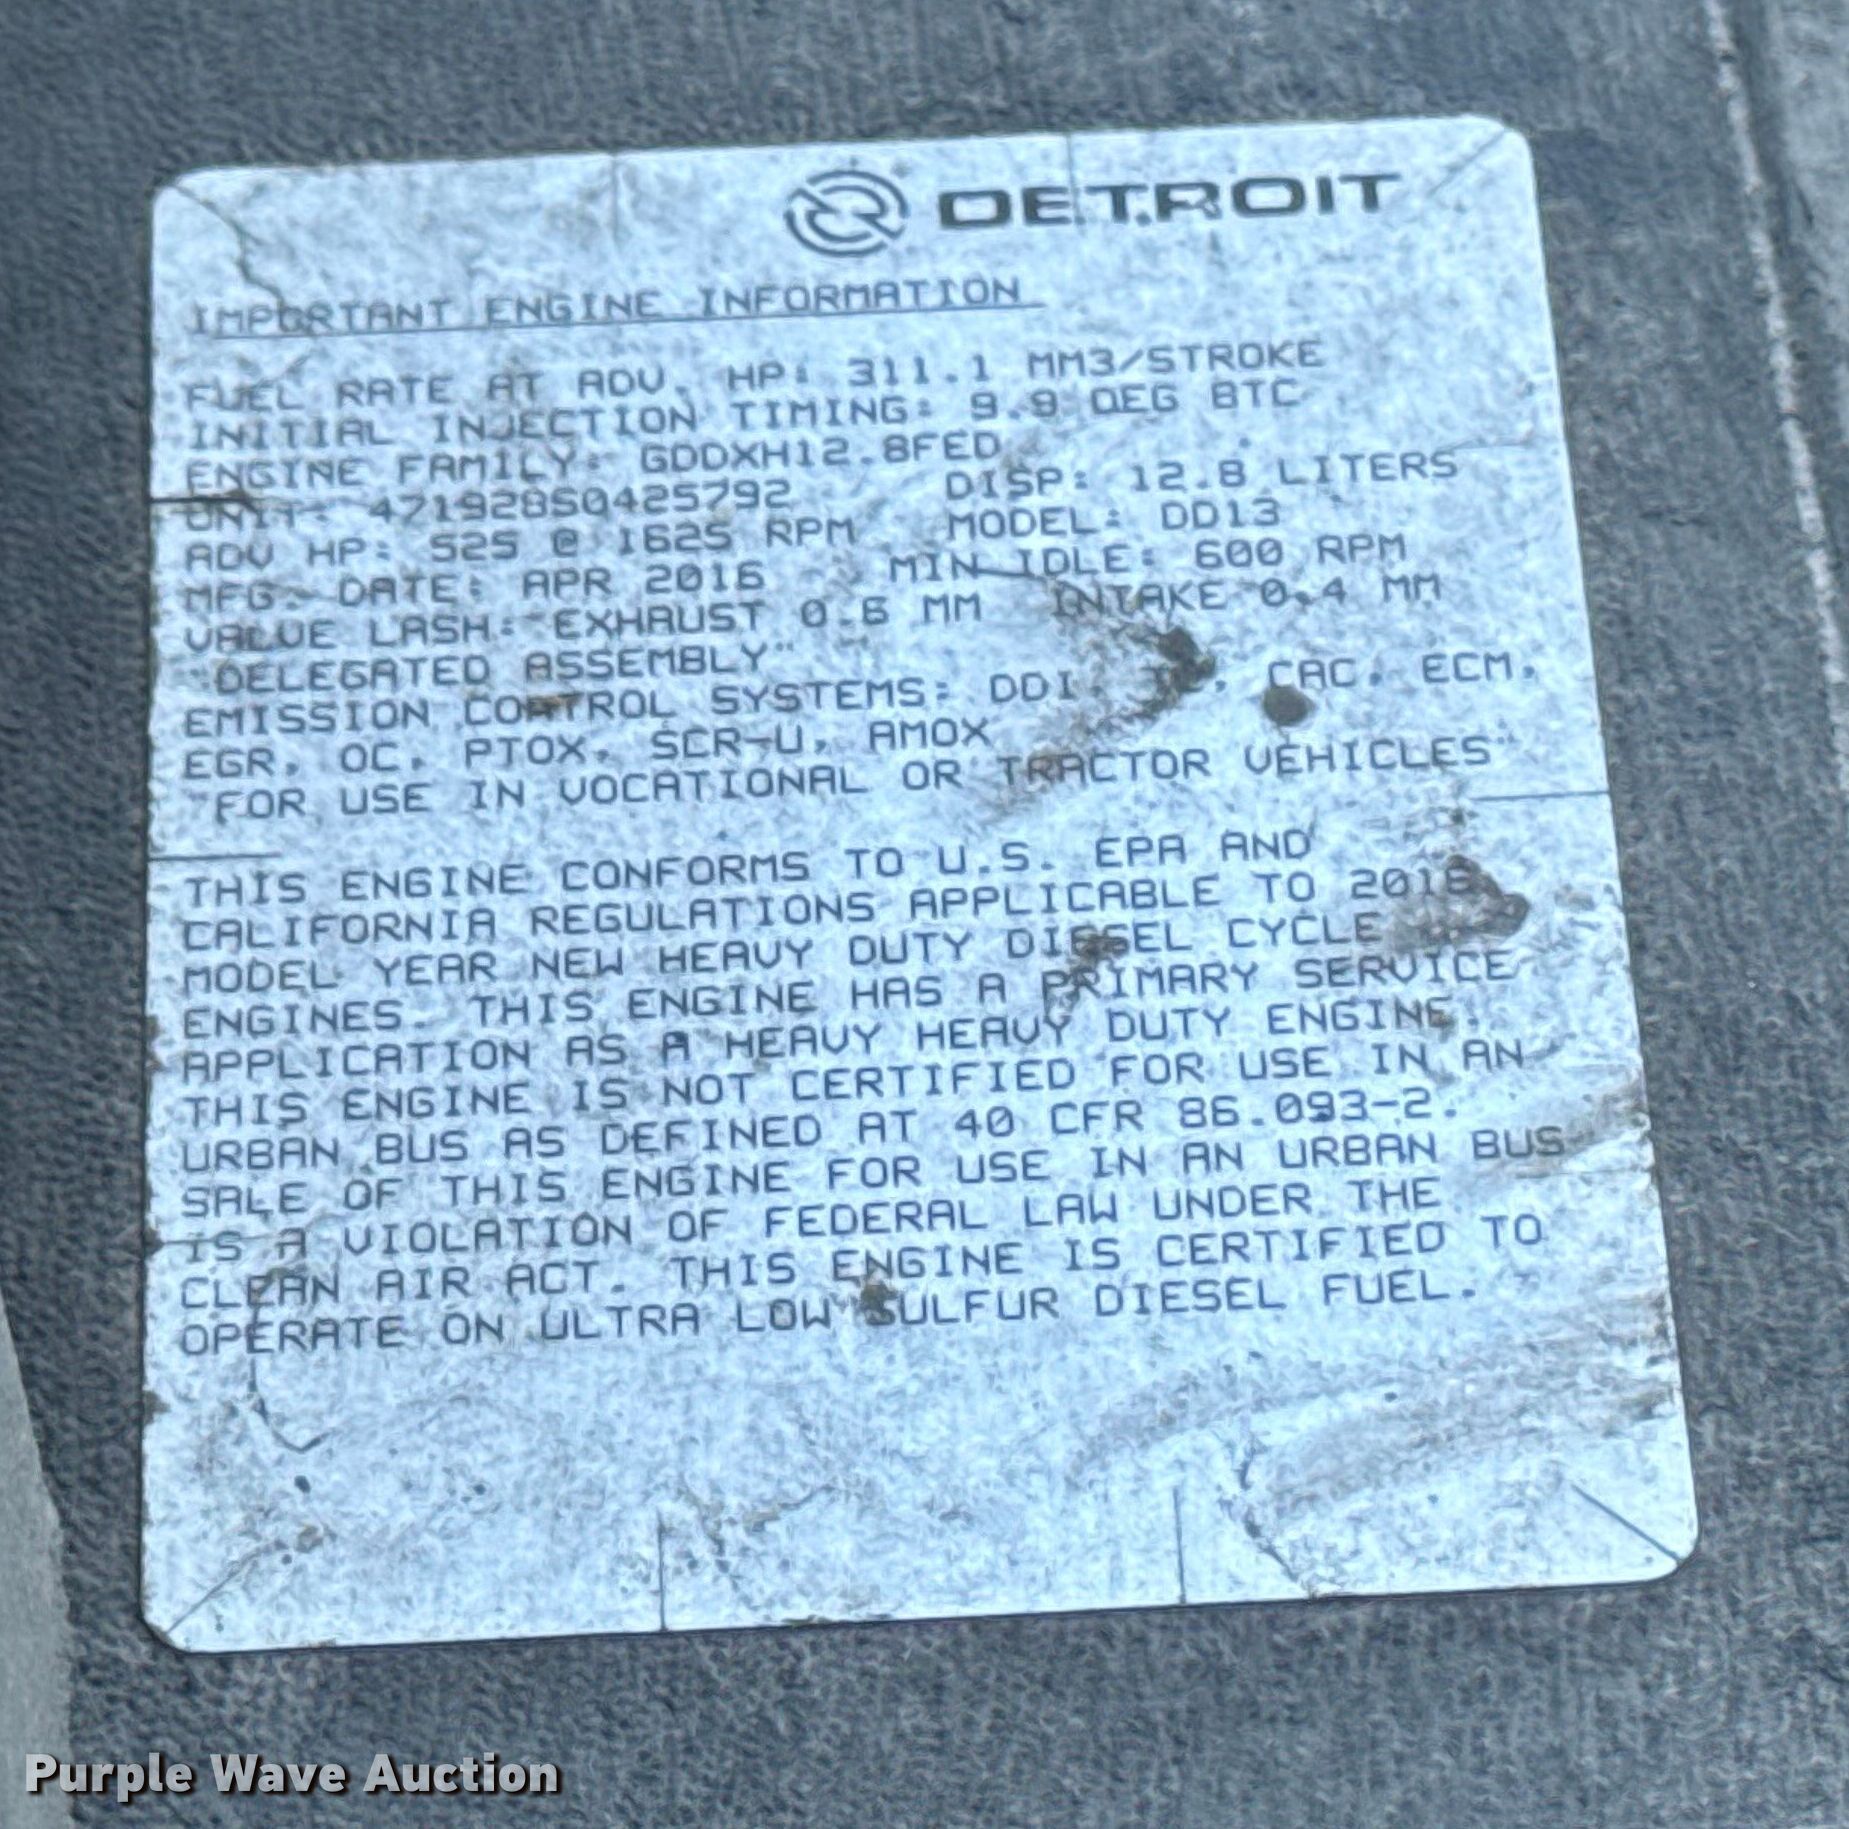 DETROIT
IMPORTANT ENGINE INFORMATION
FUEL RATE AT ADV. HP: 311.1 MM3/STROKE
INITIAL INJECTION TIMING: 9.9 DEG BTC
ENGINE FAMILY: GDDXH12.8FED
UNIT: 471928S0425792 DISP: 12.8 LITERS
ADV HP: 525 @ 1625 RPM MODEL: DD13
MFG. DATE: APR 2016 MIN IDLE: 600 RPM
VALVE LASH: EXHAUST 0.6 MM INTAKE 0.4 MM
"DELEGATED ASSEMBLY"
EMISSION CONTROL SYSTEMS: DDI, CAC, ECM,
EGR, OC, PTOX, SCR-U, AMOX
"FOR USE IN VOCATIONAL OR TRACTOR VEHICLES"
THIS ENGINE CONFORMS TO U.S. EPA AND
CALIFORNIA REGULATIONS APPLICABLE TO 2016
MODEL YEAR NEW HEAVY DUTY DIESEL CYCLE
ENGINES. THIS ENGINE HAS A PRIMARY SERVICE
APPLICATION AS A HEAVY HEAVY DUTY ENGINE.
THIS ENGINE IS NOT CERTIFIED FOR USE IN AN
URBAN BUS AS DEFINED AT 40 CFR 86.093-2.
SALE OF THIS ENGINE FOR USE IN AN URBAN BUS
IS A VIOLATION OF FEDERAL LAW UNDER THE
CLEAN AIR ACT. THIS ENGINE IS CERTIFIED TO
OPERATE ON ULTRA LOW SULFUR DIESEL FUEL.
Purple Wave Auction